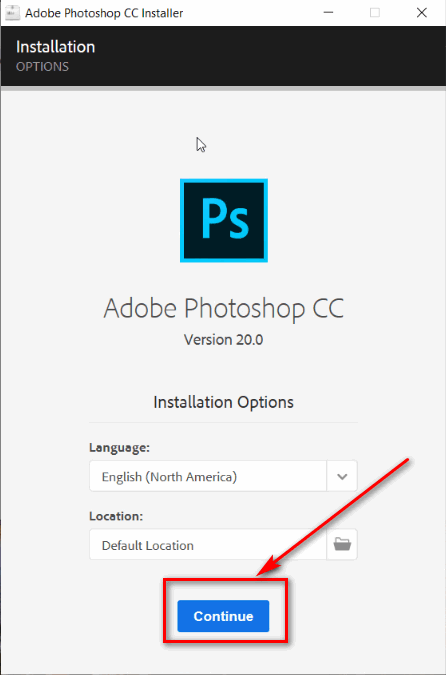 Adobe Photoshop CC Installer
Installation
OPTIONS
Ps
Adobe Photoshop CC
Version 20.0
Installation Options
Language:
English (North America)
Location:
Default Location
Continue